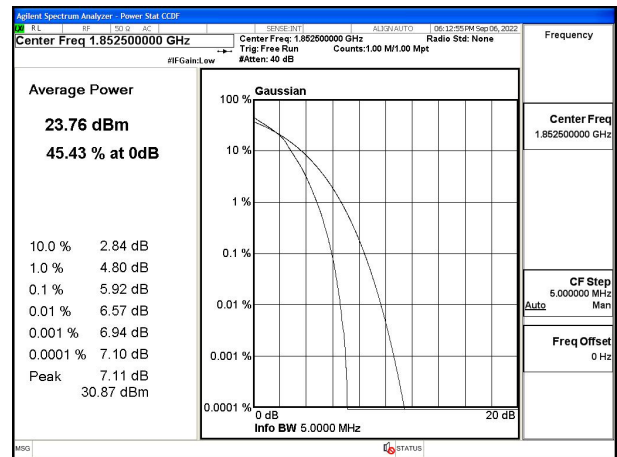 Agilent Spectrum Analyzer - Power Stat CCDF
RL RF 50 Ω AC SENSE:INT ALIGN AUTO 06:12:55 PM Sep 06, 2022
Center Freq 1.852500000 GHz
Center Freq: 1.852500000 GHz Radio Std: None
Trig: Free Run Counts:1.00 M/1.00 Mpt
#IFGain:Low #Atten: 40 dB
Frequency
Average Power
23.76 dBm
45.43 % at 0dB
10.0 % 2.84 dB
1.0 % 4.80 dB
0.1 % 5.92 dB
0.01 % 6.57 dB
0.001 % 6.94 dB
0.0001 % 7.10 dB
Peak 7.11 dB
30.87 dBm
Gaussian
100 %
10 %
1 %
0.1 %
0.01 %
0.001 %
0.0001 %
0 dB 20 dB
Info BW 5.0000 MHz
Center Freq
1.852500000 GHz
CF Step
5.000000 MHz
Auto Man
Freq Offset
0 Hz
MSG STATUS